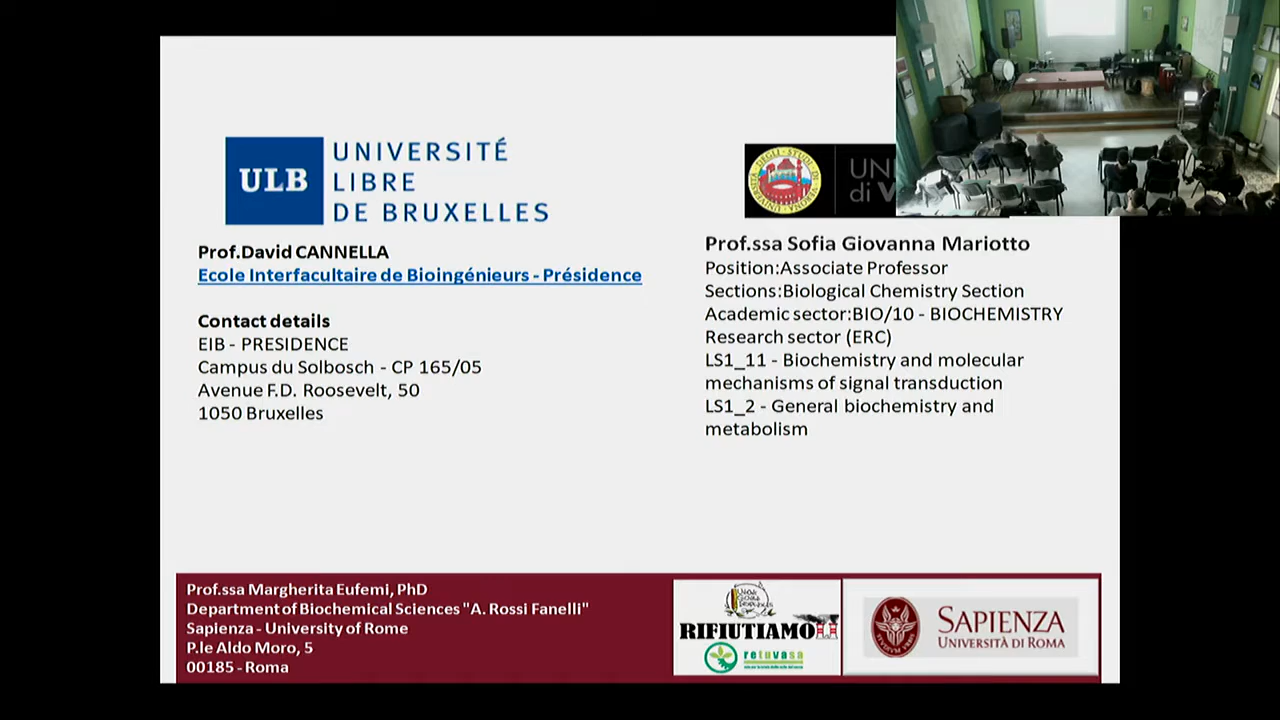 ULB
UNIVERSITÉ
LIBRE
DE BRUXELLES
Prof.David CANNELLA
Ecole Interfacultaire de Bioingénieurs - Présidence
Contact details
EIB - PRESIDENCE
Campus du Solbosch - CP 165/05
Avenue F.D. Roosevelt, 50
1050 Bruxelles
di
Prof.ssa Sofia Giovanna Mariotto
Position:Associate Professor
Sections:Biological Chemistry Section
Academic sector:BIO/10 - BIOCHEMISTRY
Research sector (ERC)
LS1_11 - Biochemistry and molecular
mechanisms of signal transduction
LS1_2 - General biochemistry and
metabolism
Prof.ssa Margherita Eufemi, PhD
Department of Biochemical Sciences "A. Rossi Fanelli"
Sapienza - University of Rome
P.le Aldo Moro, 5
00185 - Roma
RIFIUTIAMOLI
retuvasa
SAPIENZA
UNIVERSITÀ DI ROMA